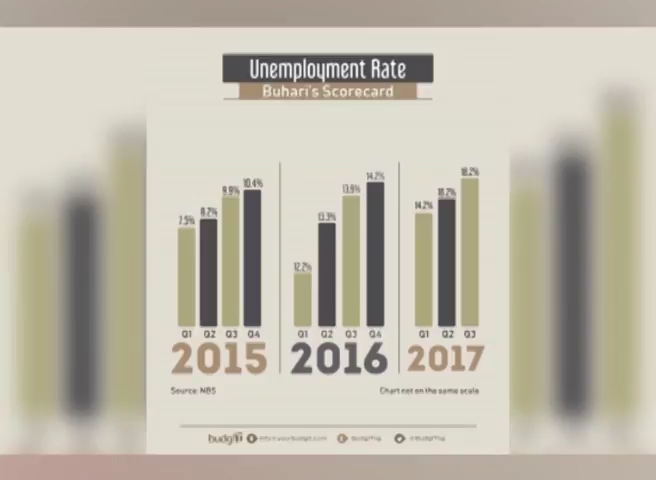 Unemployment Rate
Buhari's Scorecard
7.5% 8.2% 9.9% 10.4%
12.2% 13.3% 13.9% 14.2%
14.2% 16.2% 18.2%
Q1 Q2 Q3 Q4
Q1 Q2 Q3 Q4
Q1 Q2 Q3
2015 2016 2017
Source: NBS
Chart not on the same scale
budgIT